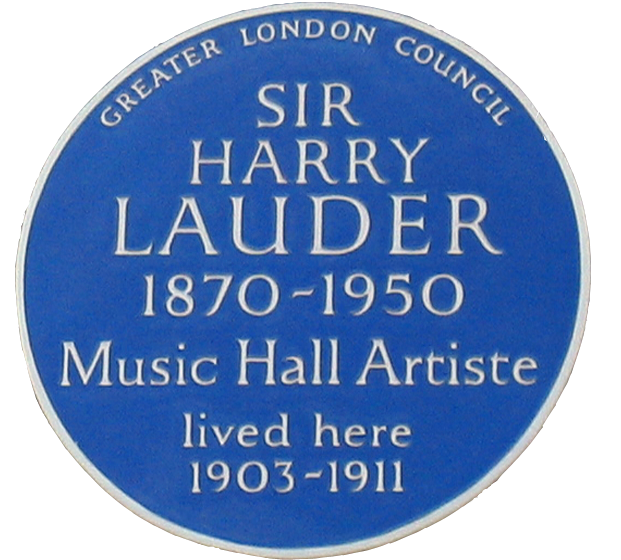 GREATER LONDON COUNCIL
SIR
HARRY
LAUDER
1870~1950
Music Hall Artiste
lived here
1903~1911